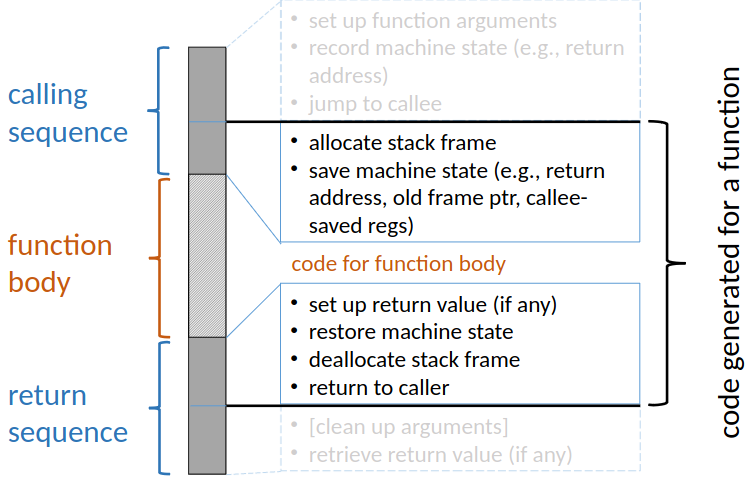 • set up function arguments
• record machine state (e.g., return
address)
• jump to callee
calling
sequence
• allocate stack frame
• save machine state (e.g., return
address, old frame ptr, callee-
saved regs)
function
body
code for function body
• set up return value (if any)
• restore machine state
• deallocate stack frame
• return to caller
return
sequence
• [clean up arguments]
• retrieve return value (if any)
code generated for a function